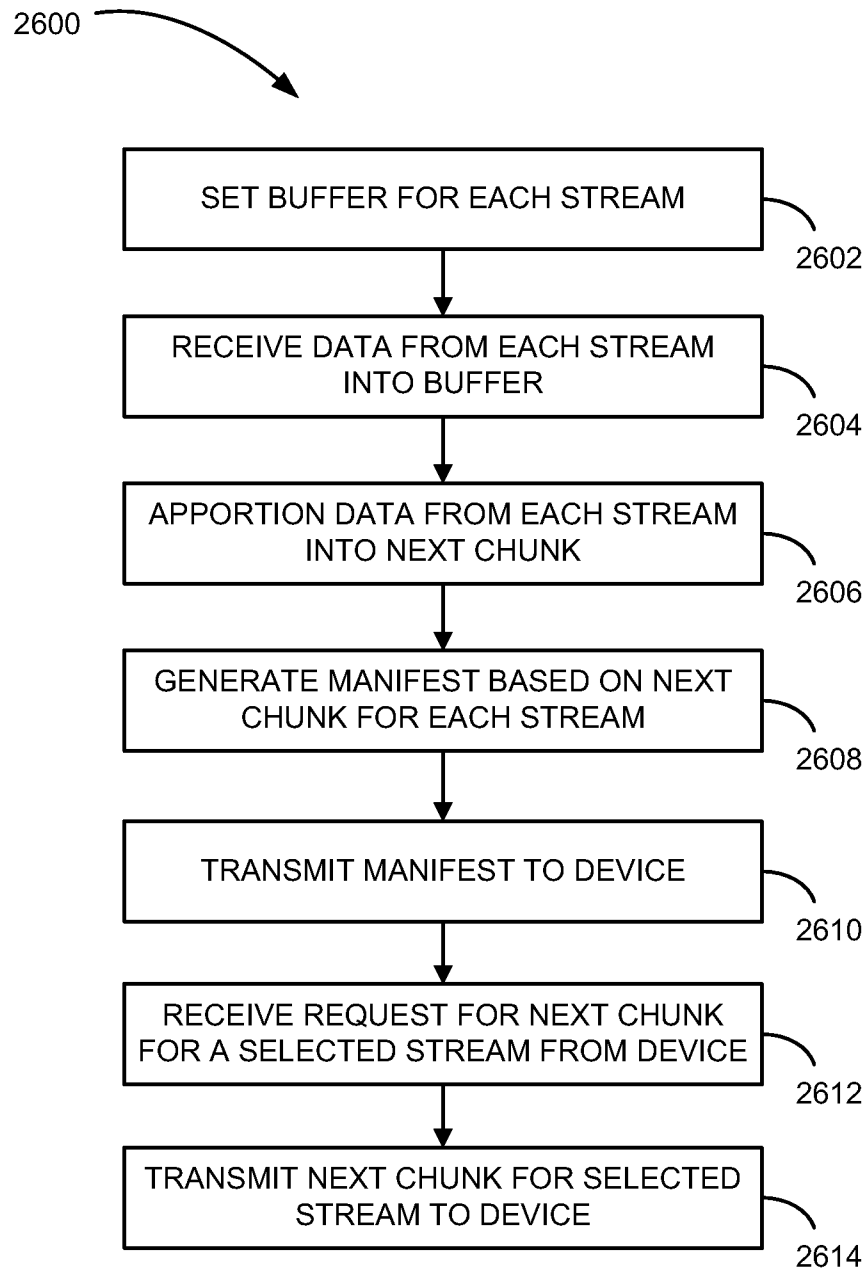 2600
SET BUFFER FOR EACH STREAM
2602
RECEIVE DATA FROM EACH STREAM
INTO BUFFER
2604
APPORTION DATA FROM EACH STREAM
INTO NEXT CHUNK
2606
GENERATE MANIFEST BASED ON NEXT
CHUNK FOR EACH STREAM
2608
TRANSMIT MANIFEST TO DEVICE
2610
RECEIVE REQUEST FOR NEXT CHUNK
FOR A SELECTED STREAM FROM DEVICE
2612
TRANSMIT NEXT CHUNK FOR SELECTED
STREAM TO DEVICE
2614